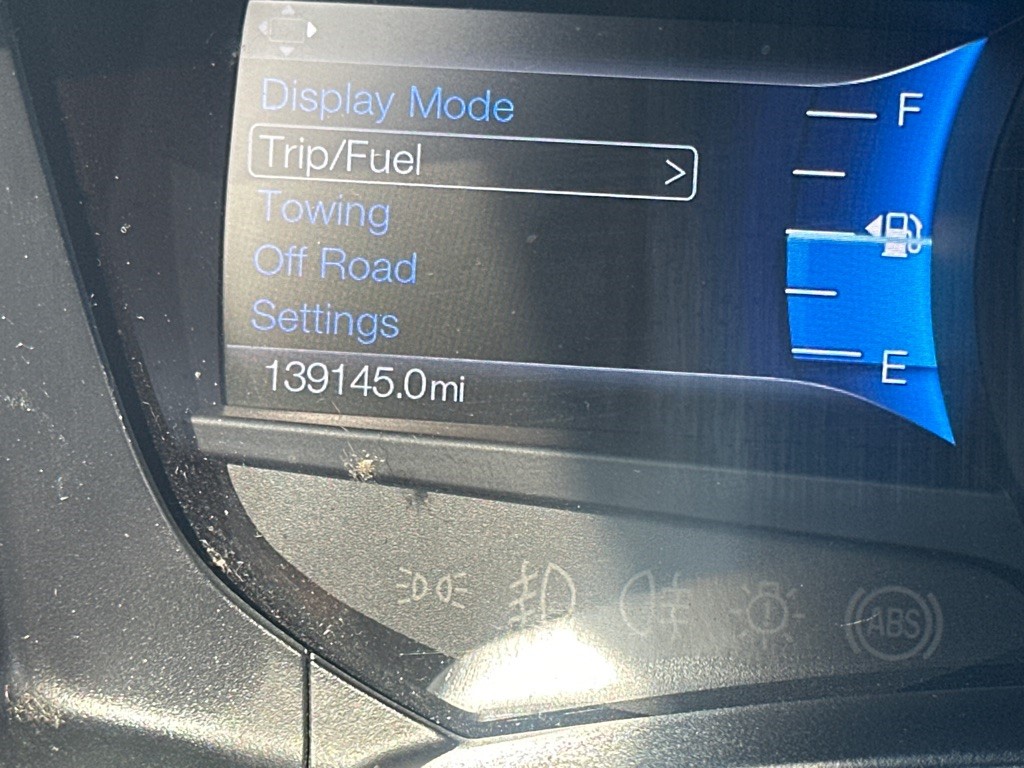 Display Mode
F
Trip/Fuel >
Towing
Off Road
Settings
E
139145.0mi
ABS